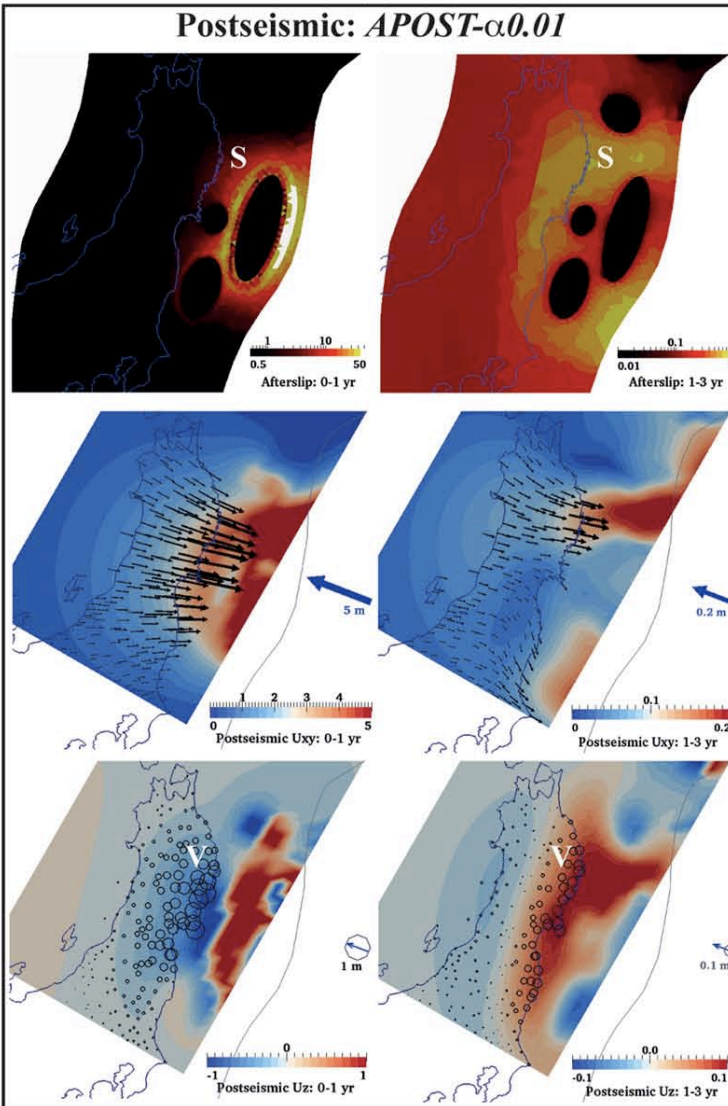 Postseismic: APOST-α0.01
S
S
1 10
0.5 50
Afterslip: 0-1 yr
0.1
0.01
Afterslip: 1-3 yr
5 m
0.2 m
1 2 3 4
0 5
Postseismic Uxy: 0-1 yr
0.1
0 0.2
Postseismic Uxy: 1-3 yr
V
V
1 m
0.1 m
0
-1 1
Postseismic Uz: 0-1 yr
0.0
-0.1 0.1
Postseismic Uz: 1-3 yr